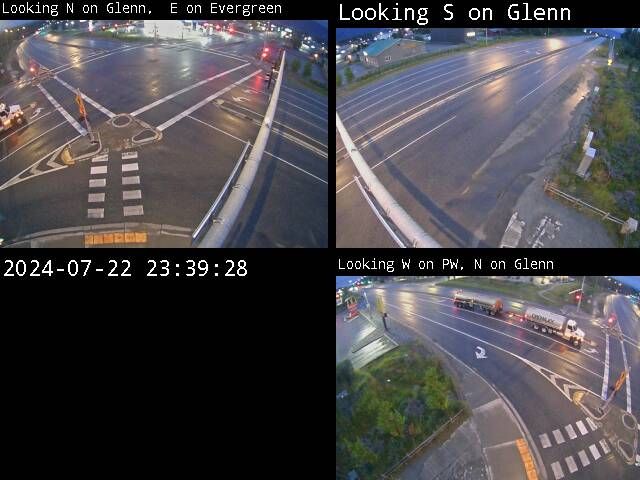 Looking N on Glenn,  E on Evergreen
Looking S on Glenn
2024-07-22 23:39:28
Looking W on PW, N on Glenn